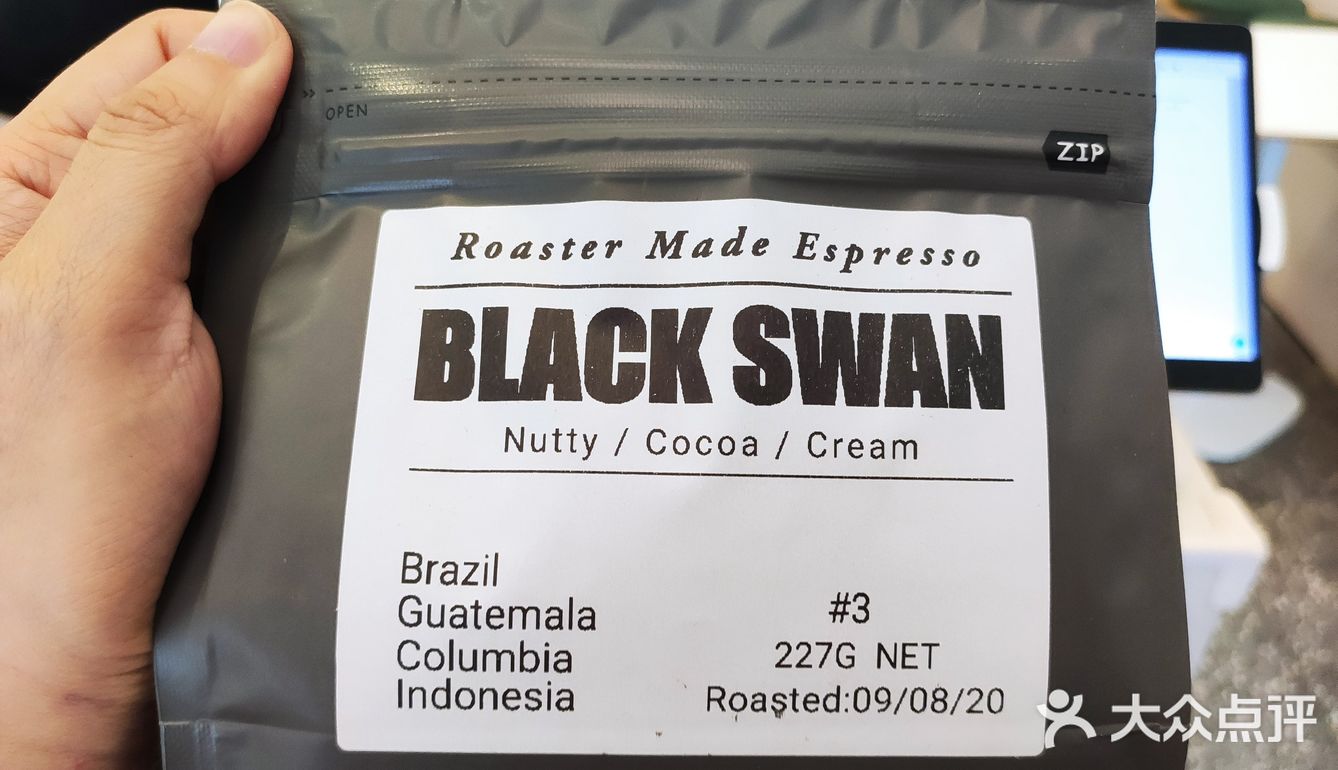 OPEN
ZIP
Roaster Made Espresso
BLACK SWAN
Nutty / Cocoa / Cream
Brazil
Guatemala
Columbia
Indonesia
#3
227G NET
Roasted:09/08/20
大众点评